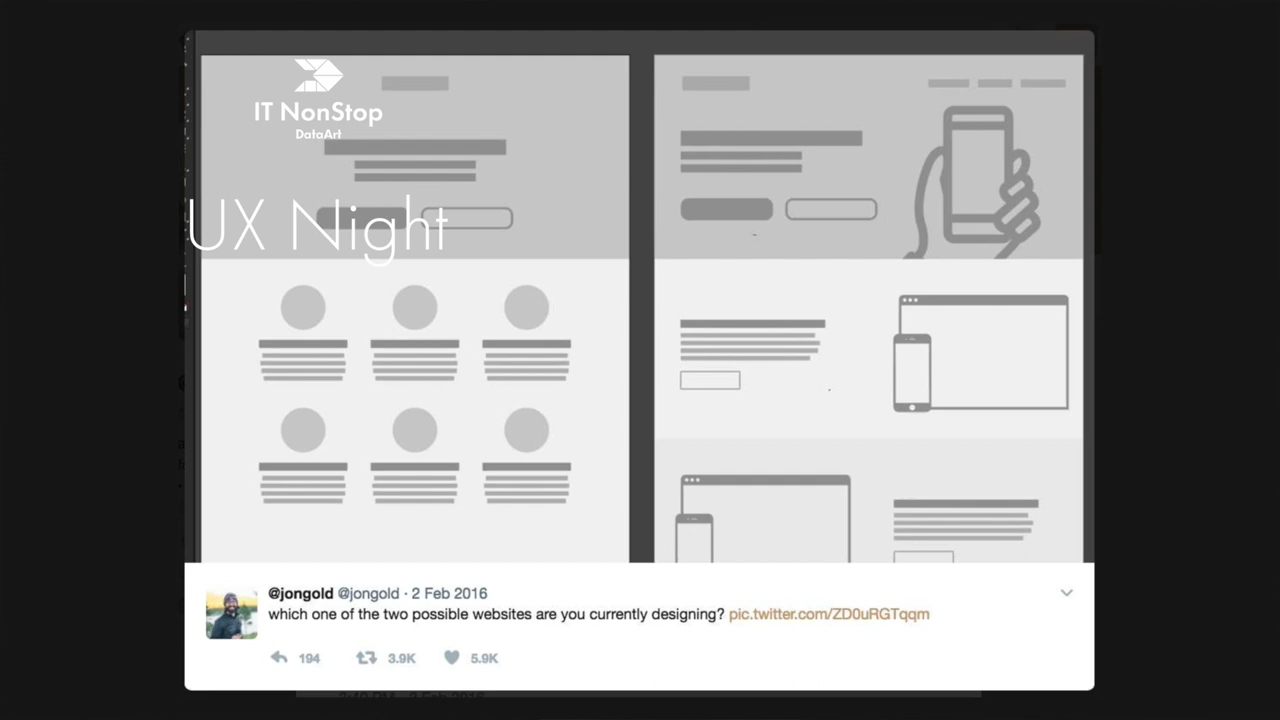 IT NonStop
DataArt
UX Night
@jongold @jongold · 2 Feb 2016
which one of the two possible websites are you currently designing? pic.twitter.com/ZD0uRGTqqm
194 3.9K 5.9K